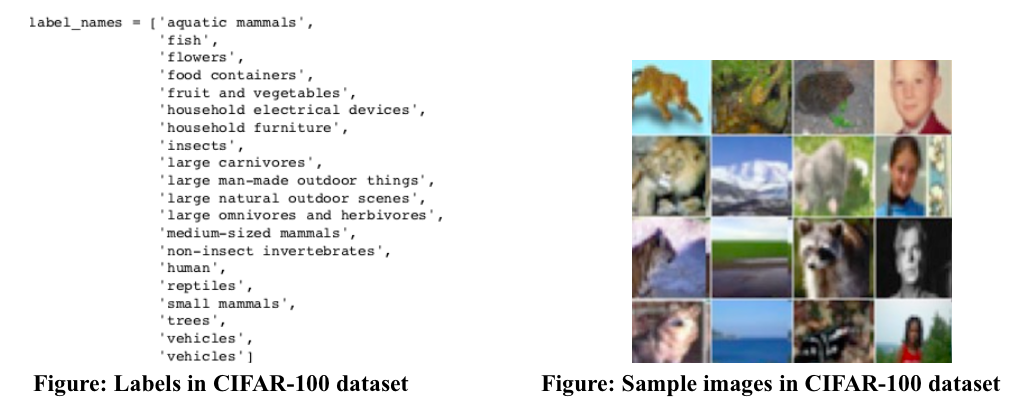 label_names = ['aquatic mammals',
'fish',
'flowers',
'food containers',
'fruit and vegetables',
'household electrical devices',
'household furniture',
'insects',
'large carnivores',
'large man-made outdoor things',
'large natural outdoor scenes',
'large omnivores and herbivores',
'medium-sized mammals',
'non-insect invertebrates',
'human',
'reptiles',
'small mammals',
'trees',
'vehicles',
'vehicles']
Figure: Labels in CIFAR-100 dataset
Figure: Sample images in CIFAR-100 dataset